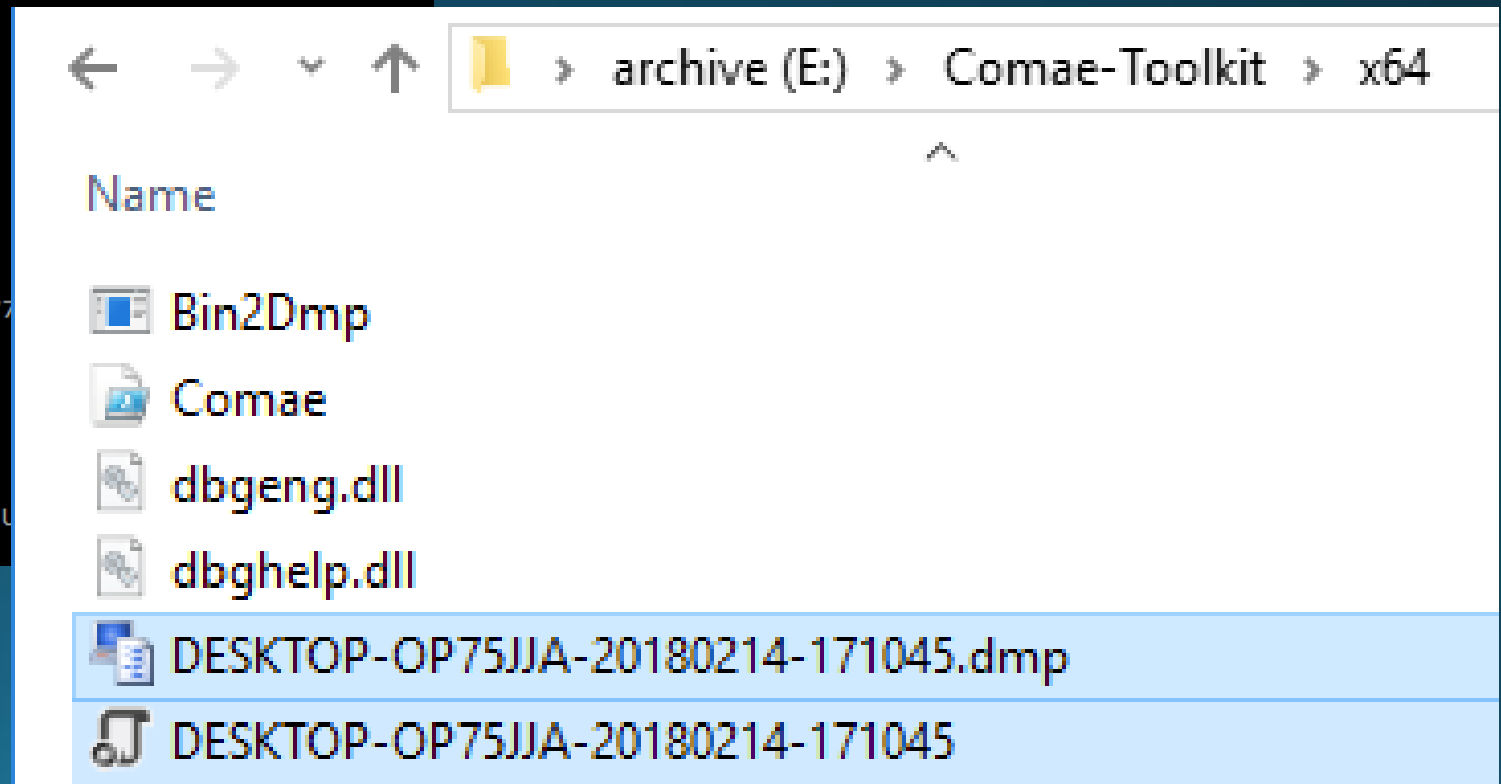 archive (E:) > Comae-Toolkit > x64
Name
Bin2Dmp
Comae
dbgeng.dll
dbghelp.dll
DESKTOP-OP75JJA-20180214-171045.dmp
DESKTOP-OP75JJA-20180214-171045